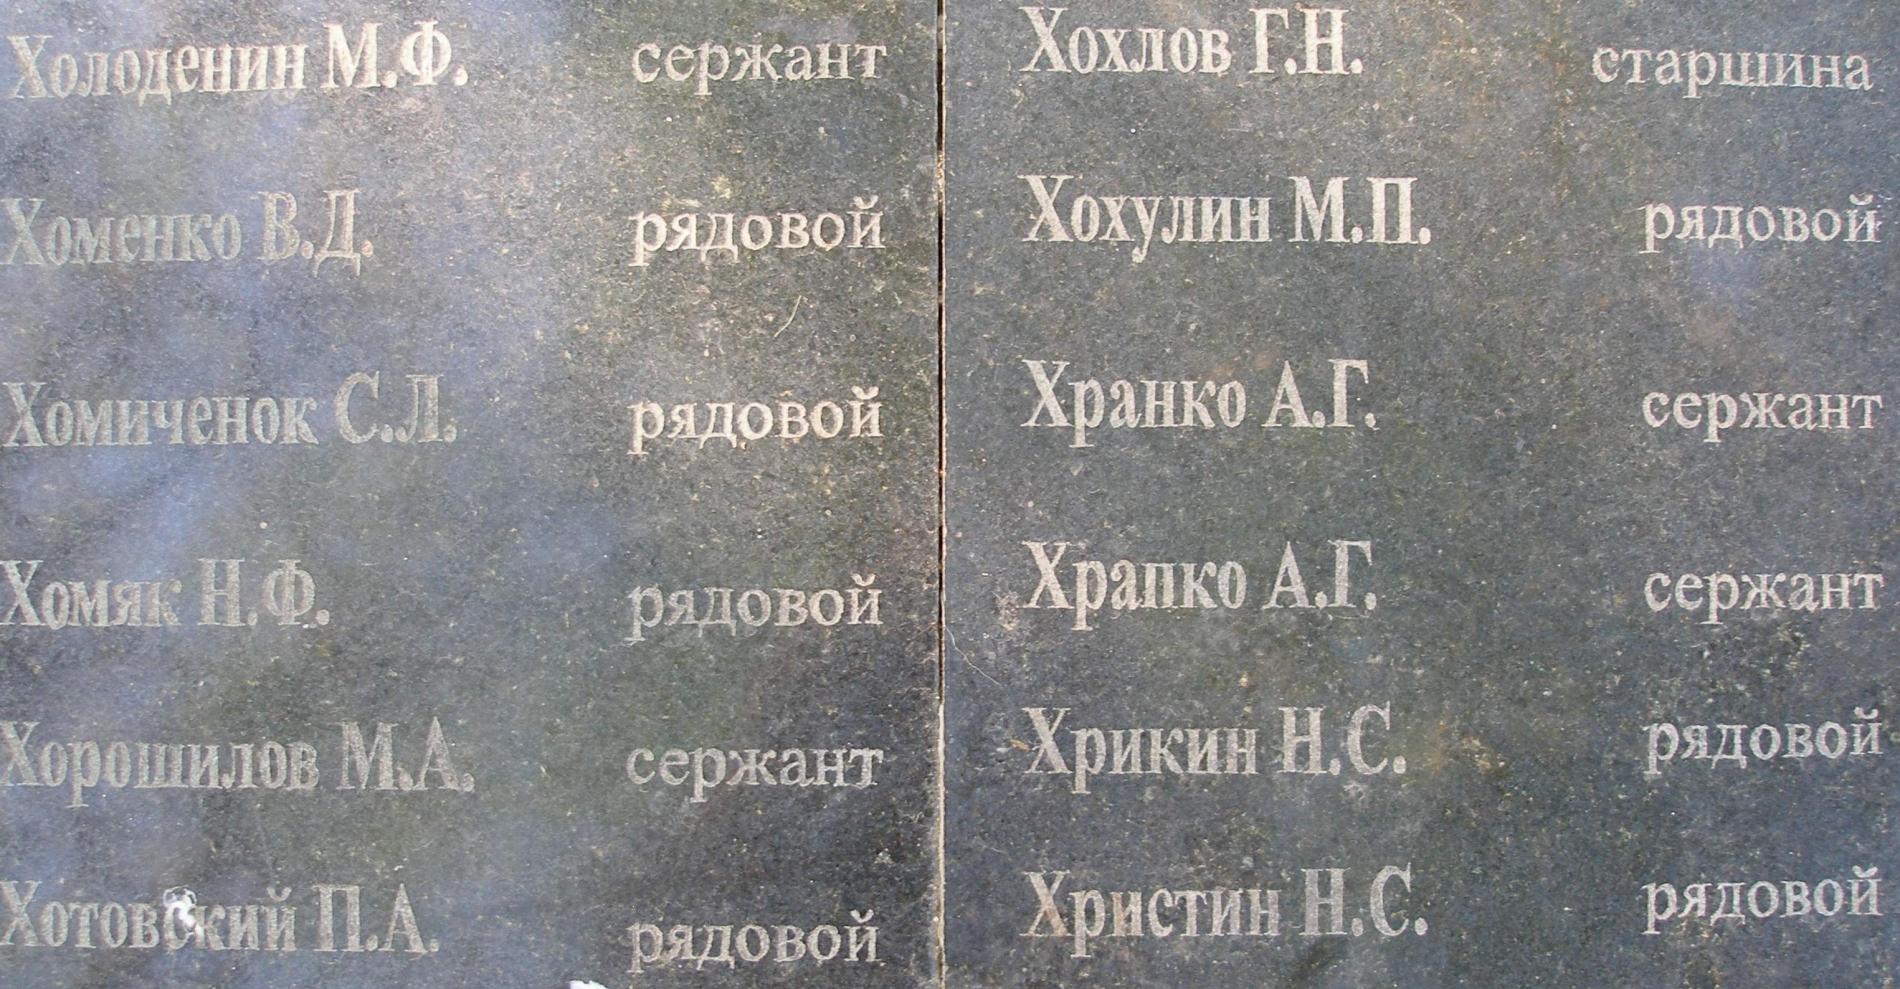 Холоденин М.Ф. сержант
Хоменко В.Д. рядовой
Хомиченок С.Л. рядовой
Хомяк Н.Ф. рядовой
Хорошилов М.А. сержант
Хотовский П.А. рядовой
Хохлов Г.Н. старшина
Хохулин М.П. рядовой
Хранко А.Г. сержант
Храпко А.Г. сержант
Хрикин Н.С. рядовой
Христин Н.С. рядовой